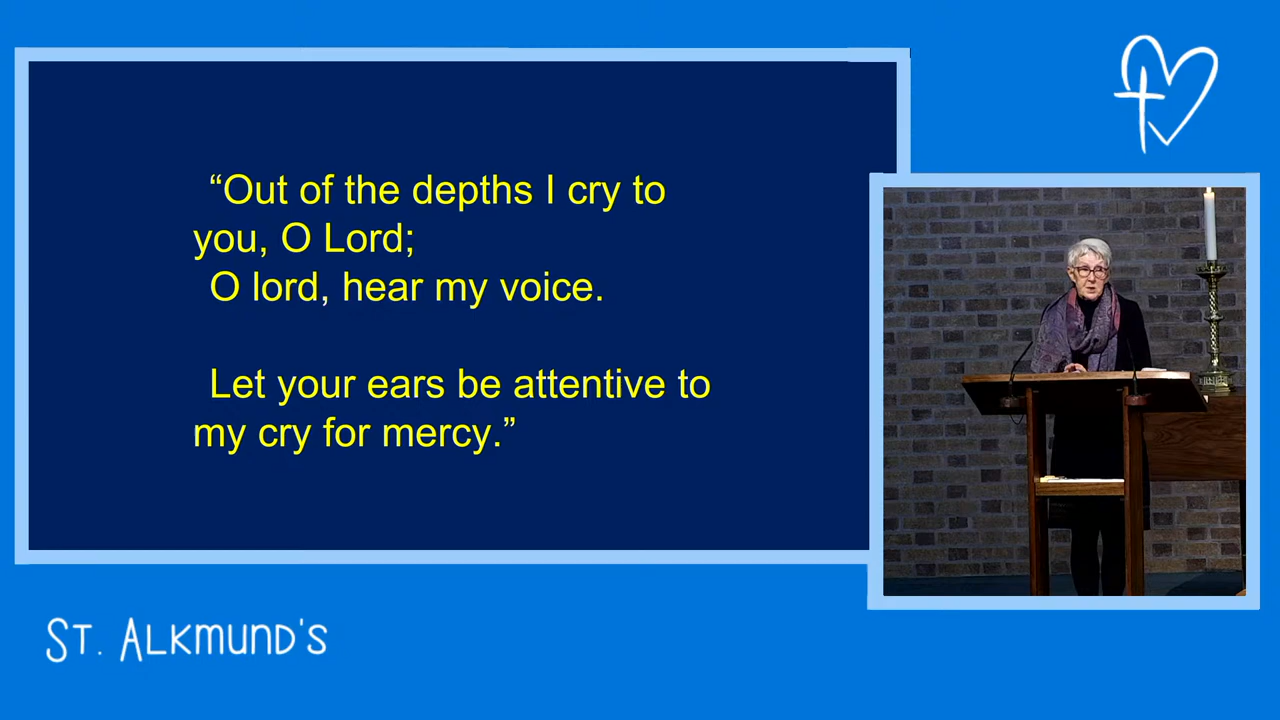 “Out of the depths I cry to
you, O Lord;
O lord, hear my voice.
Let your ears be attentive to
my cry for mercy.”
ST. ALKMUND'S